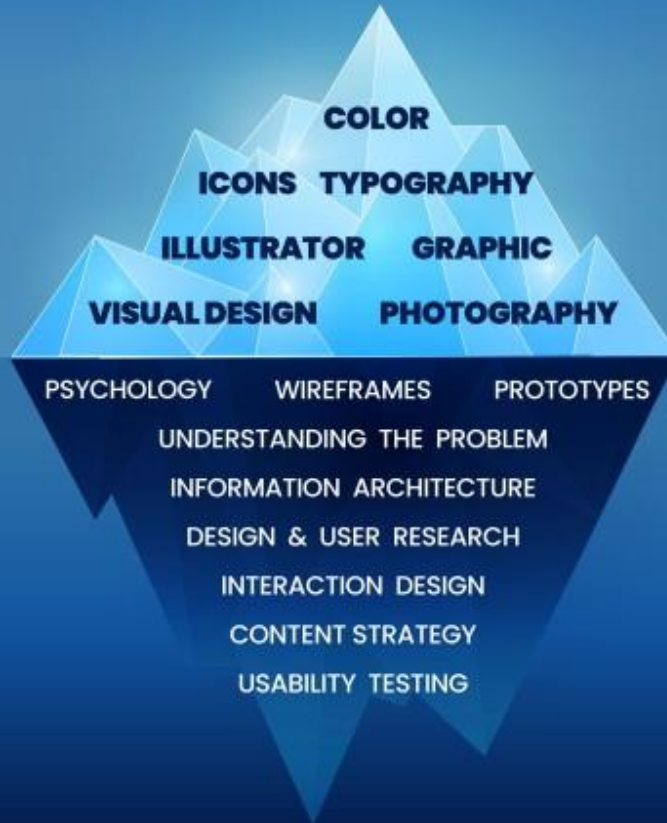 COLOR
ICONS TYPOGRAPHY
ILLUSTRATOR GRAPHIC
VISUAL DESIGN PHOTOGRAPHY
PSYCHOLOGY WIREFRAMES PROTOTYPES
UNDERSTANDING THE PROBLEM
INFORMATION ARCHITECTURE
DESIGN & USER RESEARCH
INTERACTION DESIGN
CONTENT STRATEGY
USABILITY TESTING